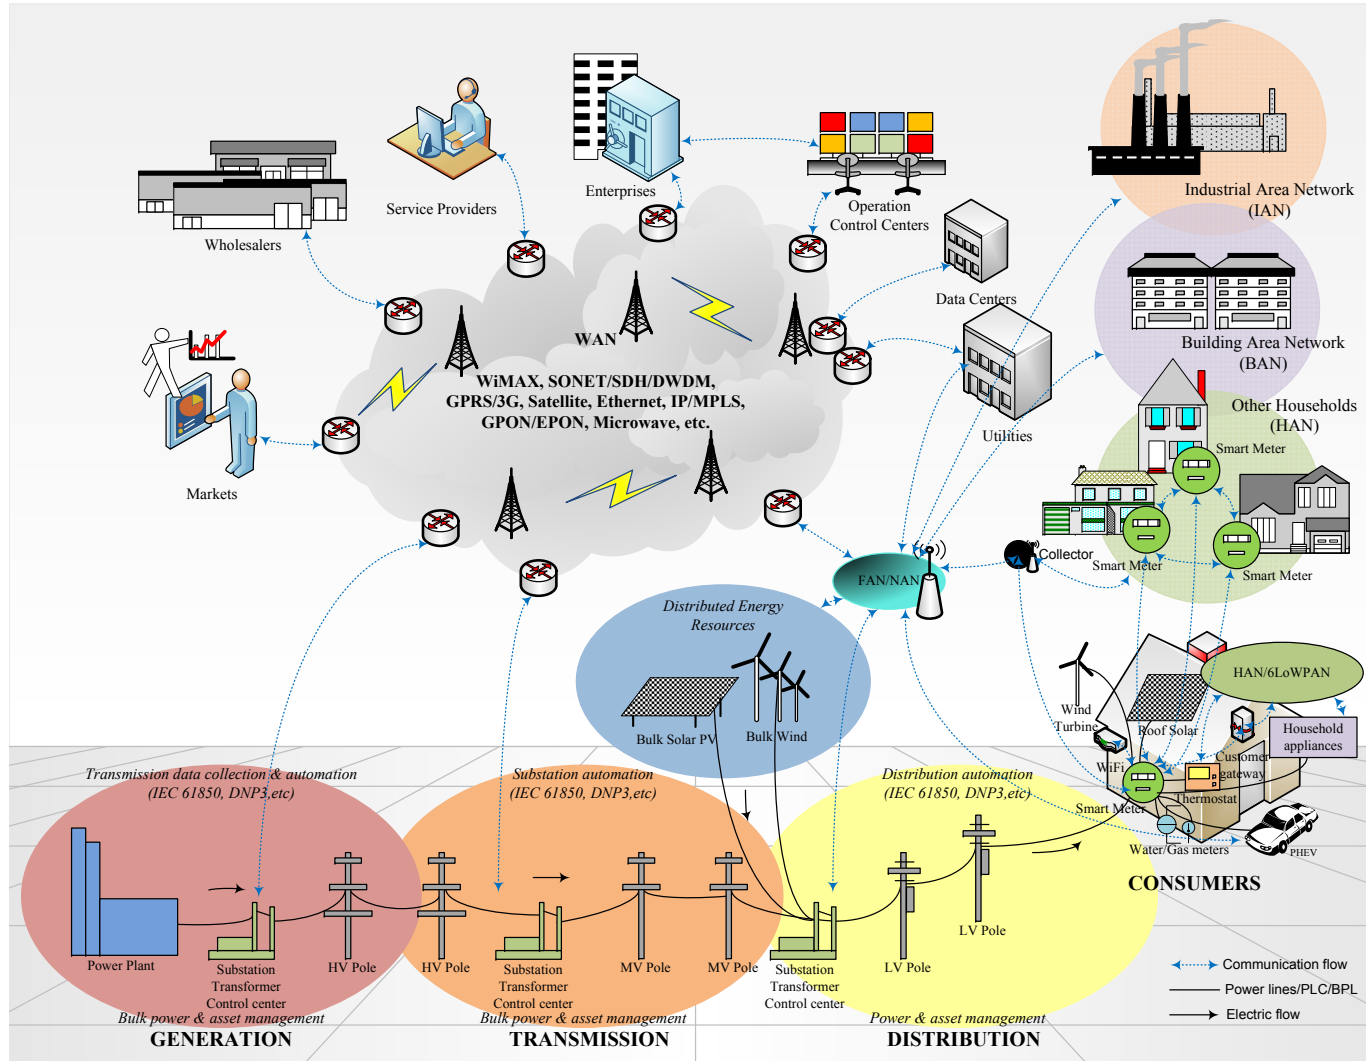 Industrial Area Network
(IAN)
Enterprises
Service Providers
Operation
Control Centers
Wholesalers
Data Centers
WAN
Building Area Network
(BAN)
WiMAX, SONET/SDH/DWDM,
GPRS/3G, Satellite, Ethernet, IP/MPLS,
GPON/EPON, Microwave, etc.
Other Households
(HAN)
Utilities
Smart Meter
Markets
Collector
Smart Meter
Smart Meter
FAN/NAN
Distributed Energy
Resources
HAN/6LoWPAN
Wind
Turbine
Roof Solar
Household
appliances
Bulk Solar PV
Bulk Wind
WiFi
Customer
gateway
Thermostat
Smart Meter
Water/Gas meters
PHEV
CONSUMERS
Transmission data collection & automation
(IEC 61850, DNP3,etc)
Substation automation
(IEC 61850, DNP3,etc)
Distribution automation
(IEC 61850, DNP3,etc)
Power Plant
Substation
Transformer
Control center
HV Pole
HV Pole
Substation
Transformer
Control center
MV Pole
MV Pole
Substation
Transformer
Control center
LV Pole
LV Pole
Bulk power & asset management
Bulk power & asset management
Power & asset management
GENERATION
TRANSMISSION
DISTRIBUTION
Communication flow
Power lines/PLC/BPL
Electric flow